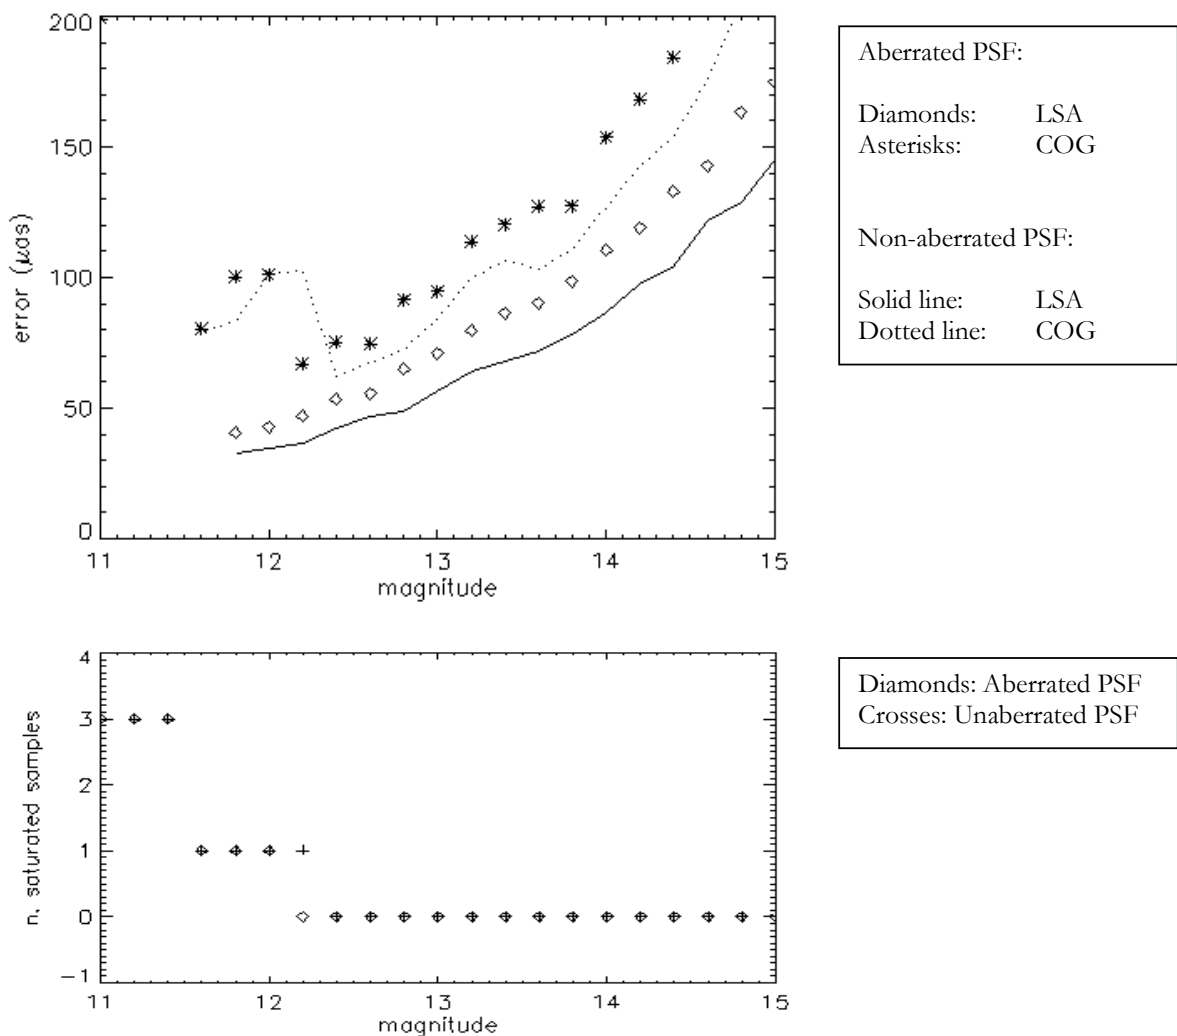 200
150
100
50
0
error (μas)
11 12 13 14 15
magnitude
Aberrated PSF:
Diamonds: LSA
Asterisks: COG
Non-aberrated PSF:
Solid line: LSA
Dotted line: COG
4
3
2
1
0
-1
n. saturated samples
11 12 13 14 15
magnitude
Diamonds: Aberrated PSF
Crosses: Unaberrated PSF